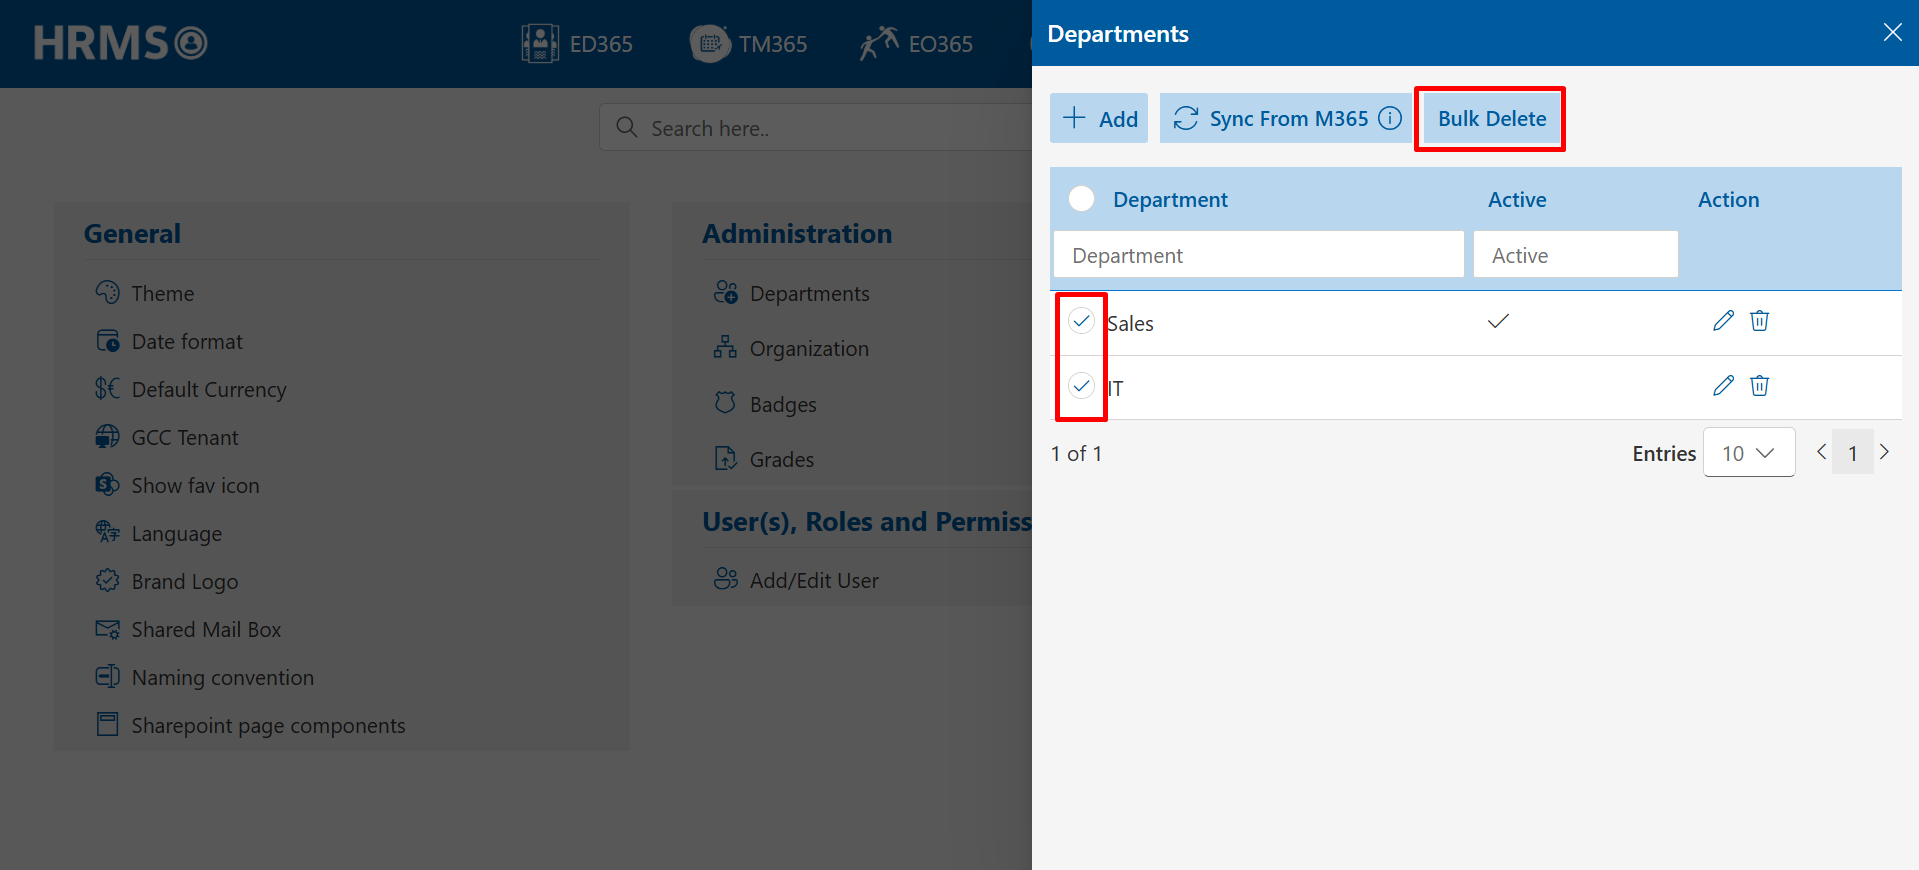 HRMS
ED365
TM365
EO365
Search here..
General
Theme
Date format
Default Currency
GCC Tenant
Show fav icon
Language
Brand Logo
Shared Mail Box
Naming convention
Sharepoint page components
Administration
Departments
Organization
Badges
Grades
User(s), Roles and Permiss
Add/Edit User
Departments
Add
Sync From M365
Bulk Delete
Department Active Action
Department Active
Sales
IT
1 of 1
Entries 10 1